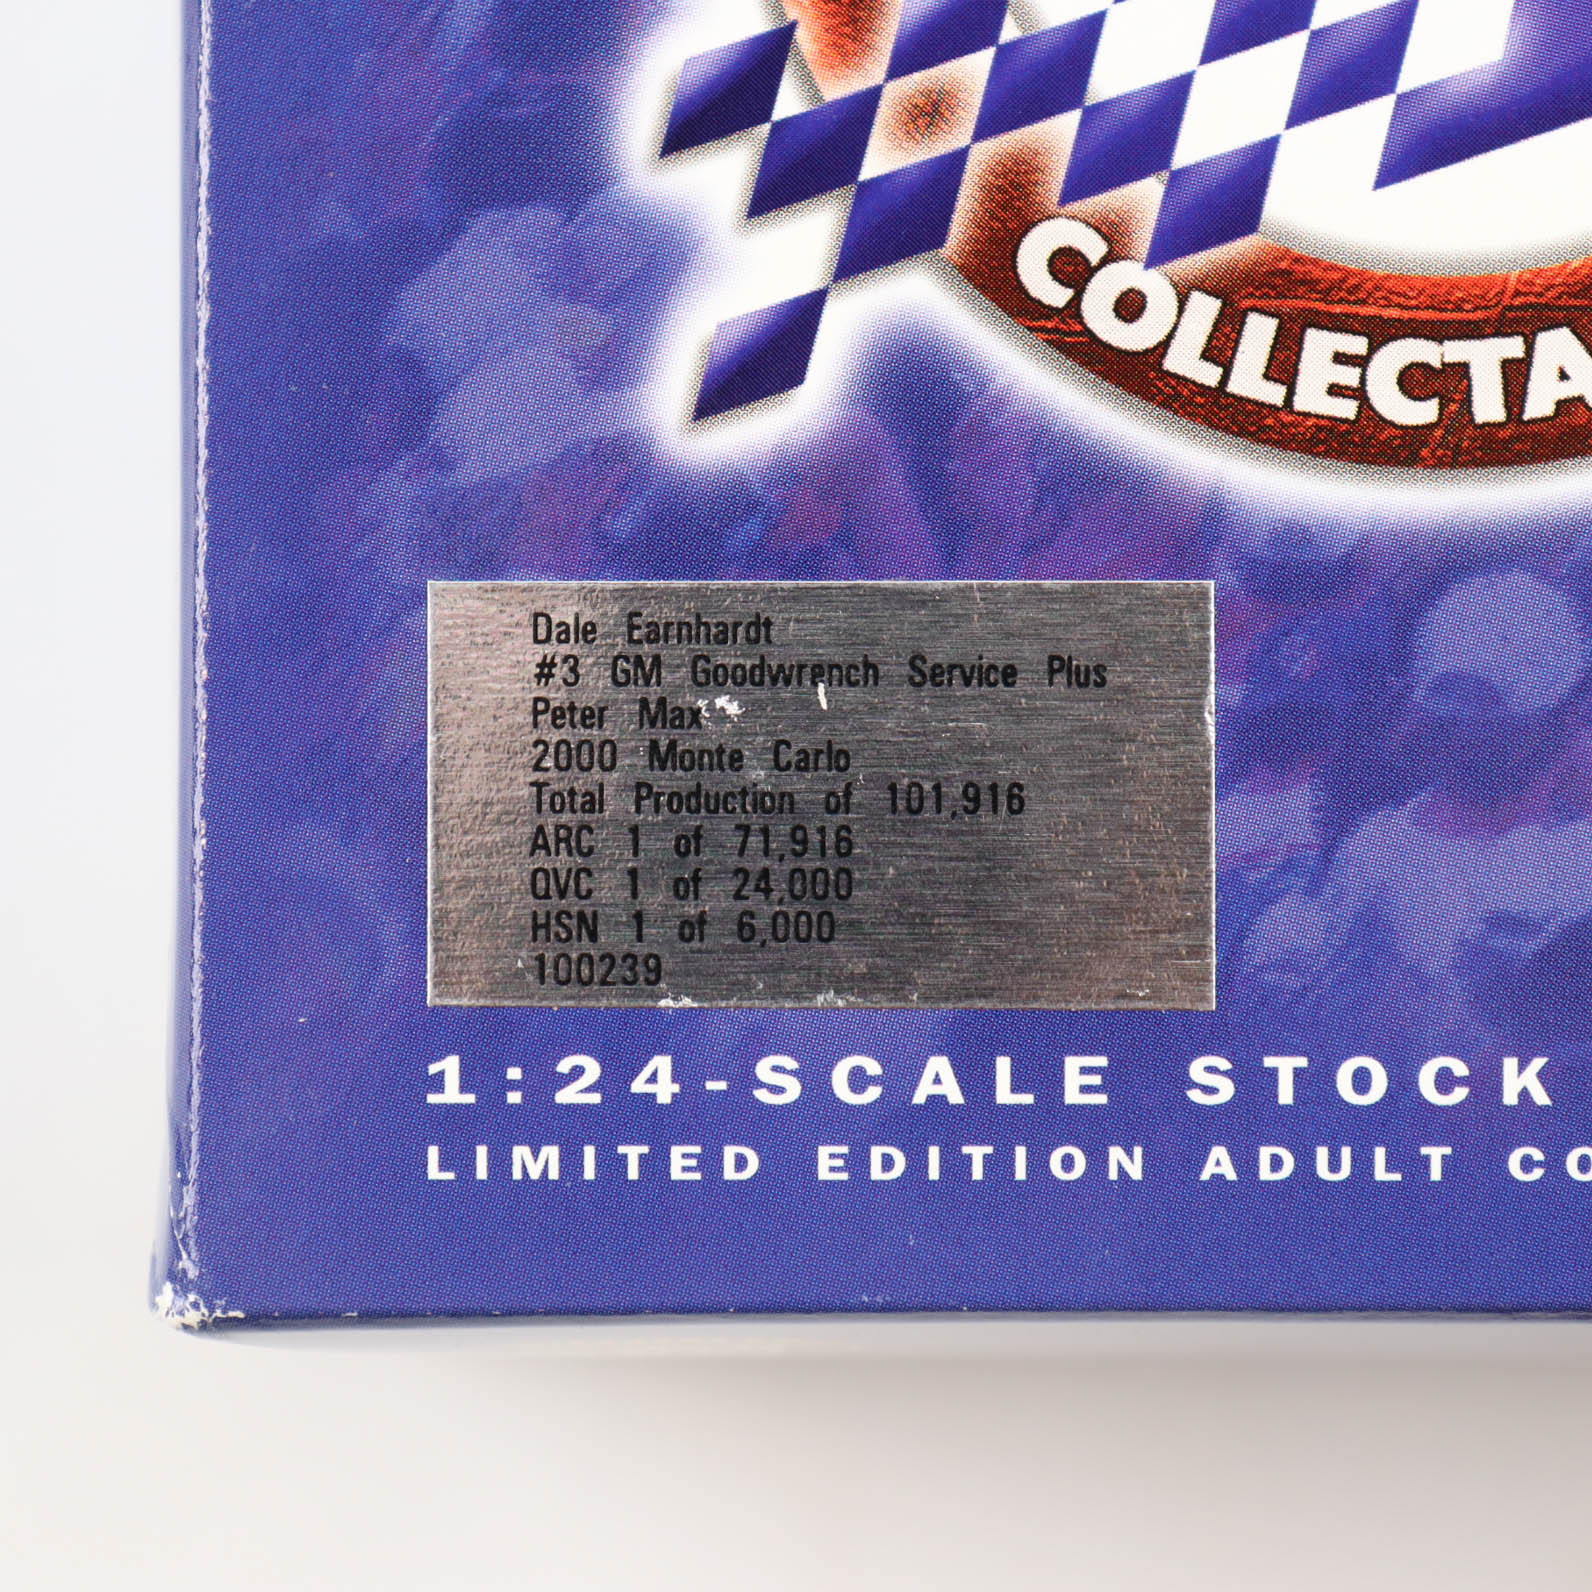 COLLECTA
Dale Earnhardt
#3 GM Goodwrench Service Plus
Peter Max
2000 Monte Carlo
Total Production of 101,916
ARC 1 of 71,916
QVC 1 of 24,000
HSN 1 of 6,000
100239
1:24-SCALE STOCK
LIMITED EDITION ADULT CO